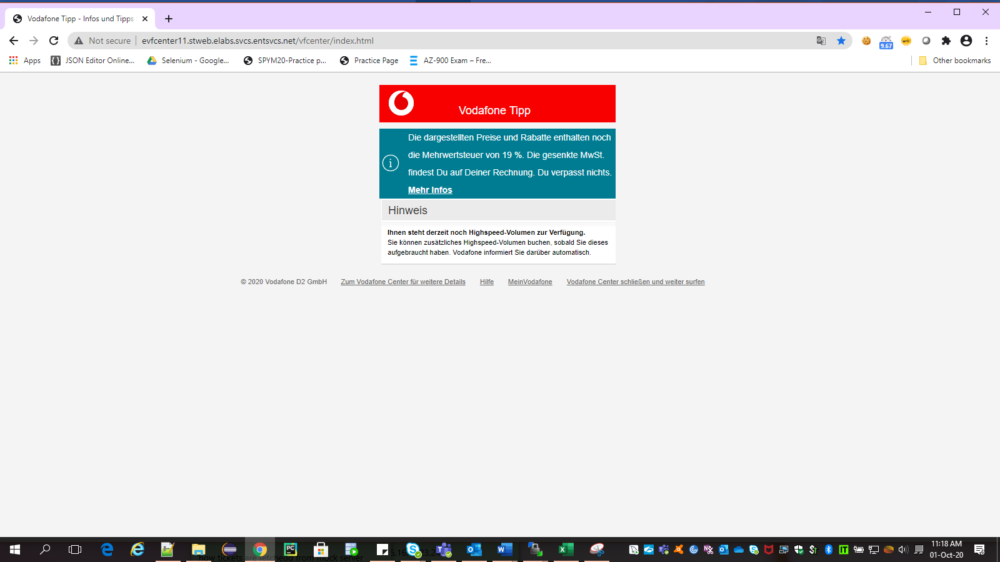 Vodafone Tipp - Infos und Tipps
Not secure evfcenter11.stweb.elabs.svcs.entsvcs.net/vfcenter/index.html
9.67
Apps JSON Editor Online... Selenium - Google... SPYM20-Practice p... Practice Page AZ-900 Exam – Fre... Other bookmarks
Vodafone Tipp
Die dargestellten Preise und Rabatte enthalten noch
die Mehrwertsteuer von 19 %. Die gesenkte MwSt.
findest Du auf Deiner Rechnung. Du verpasst nichts.
Mehr Infos
Hinweis
Ihnen steht derzeit noch Highspeed-Volumen zur Verfügung.
Sie können zusätzliches Highspeed-Volumen buchen, sobald Sie dieses
aufgebraucht haben. Vodafone informiert Sie darüber automatisch.
© 2020 Vodafone D2 GmbH Zum Vodafone Center für weitere Details Hilfe MeinVodafone Vodafone Center schließen und weiter surfen
11:18 AM
01-Oct-20
how tickets are fetchead from mock server